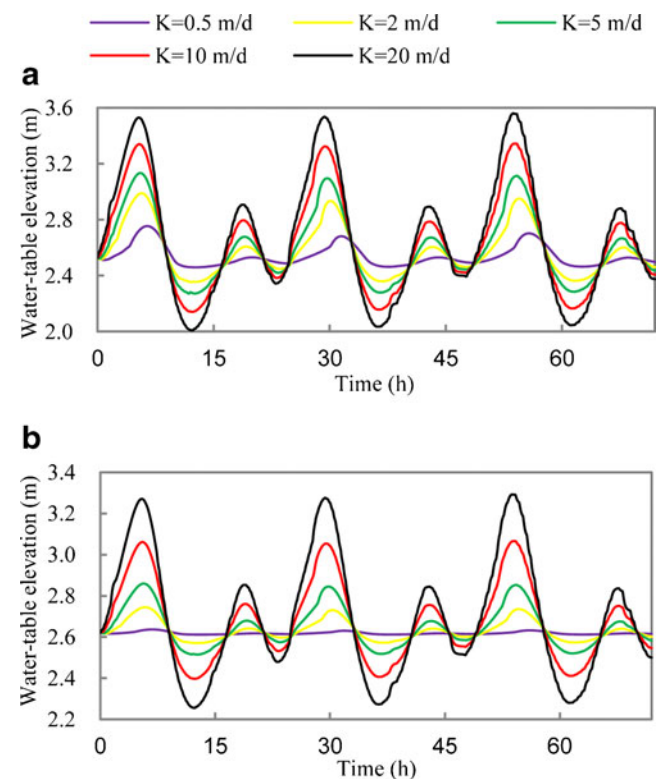 K=0.5 m/d K=2 m/d K=5 m/d
K=10 m/d K=20 m/d
a
Water-table elevation (m)
3.6
3.2
2.8
2.4
2.0
0 15 30 45 60
Time (h)
b
Water-table elevation (m)
3.4
3.2
3.0
2.8
2.6
2.4
2.2
0 15 30 45 60
Time (h)